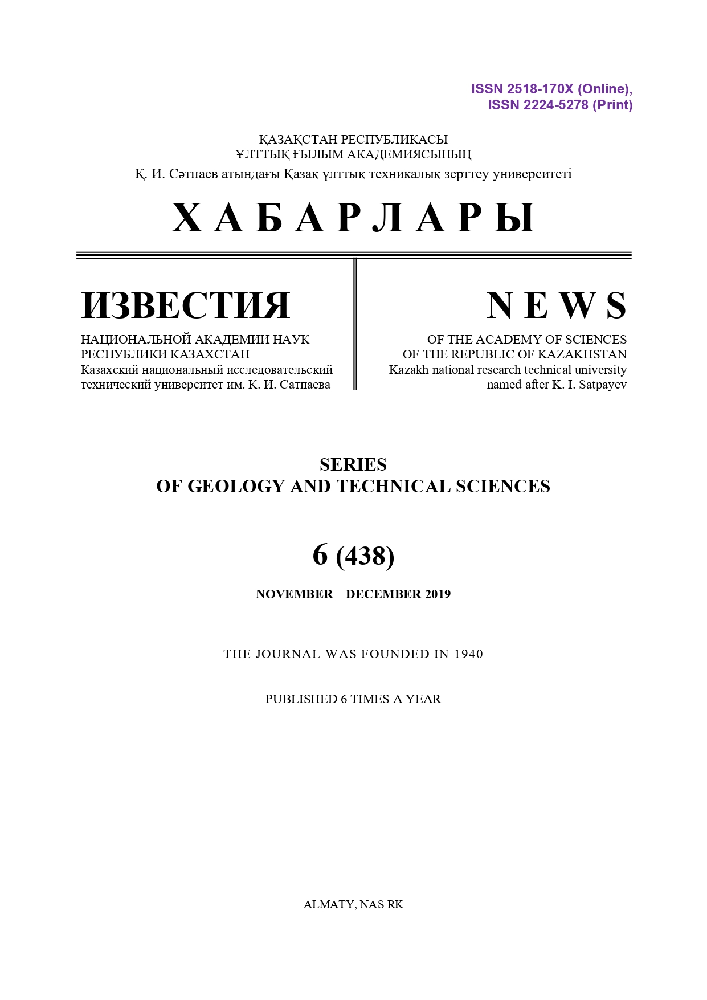 ISSN 2518-170X (Online),
ISSN 2224-5278 (Print)
ҚАЗАҚСТАН РЕСПУБЛИКАСЫ
ҰЛТТЫҚ ҒЫЛЫМ АКАДЕМИЯСЫНЫҢ
Қ. И. Сәтпаев атындағы Қазақ ұлттық техникалық зерттеу университеті
Х А Б А Р Л А Р Ы
ИЗВЕСТИЯ
НАЦИОНАЛЬНОЙ АКАДЕМИИ НАУК
РЕСПУБЛИКИ КАЗАХСТАН
Казахский национальный исследовательский
технический университет им. К. И. Сатпаева
N E W S
OF THE ACADEMY OF SCIENCES
OF THE REPUBLIC OF KAZAKHSTAN
Kazakh national research technical university
named after K. I. Satpayev
SERIES
OF GEOLOGY AND TECHNICAL SCIENCES
6 (438)
NOVEMBER – DECEMBER 2019
THE JOURNAL WAS FOUNDED IN 1940
PUBLISHED 6 TIMES A YEAR
ALMATY, NAS RK